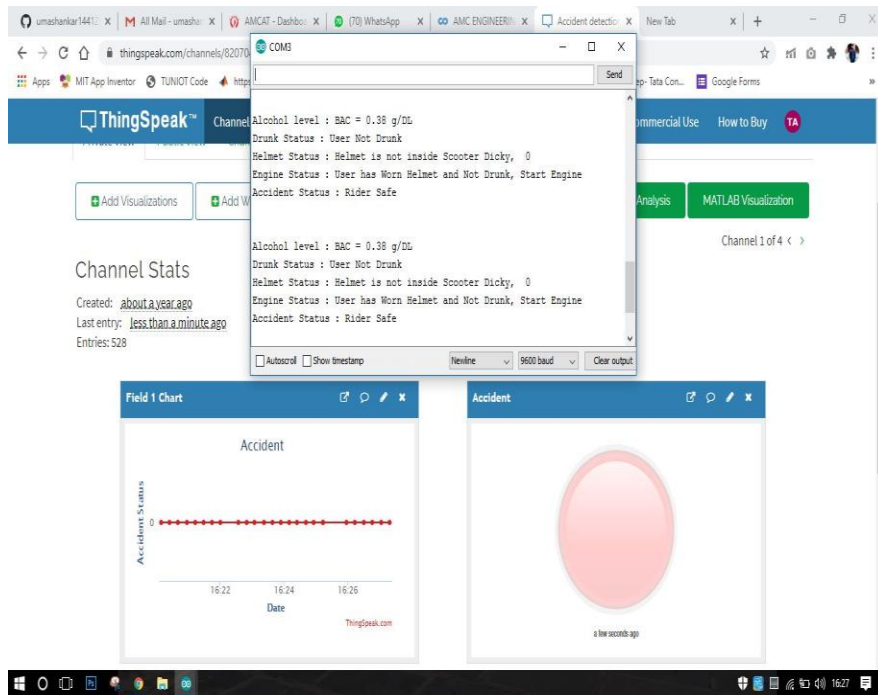 umashankar1441
All Mail - umasha
AMCAT - Dashbo
(70) WhatsApp
AMC ENGINEERIN
Accident detection
New Tab
thingspeak.com/channels/8207
Apps
MIT App Inventor
TUNIOT Code
https
ep- Tata Con...
Google Forms
COM3
Send
ThingSpeak™
Channel
ommercial Use
How to Buy
TA
Alcohol level : BAC = 0.38 g/DL
Drunk Status : User Not Drunk
Helmet Status : Helmet is not inside Scooter Dicky, 0
Engine Status : User has Worn Helmet and Not Drunk, Start Engine
Accident Status : Rider Safe
Alcohol level : BAC = 0.38 g/DL
Drunk Status : User Not Drunk
Helmet Status : Helmet is not inside Scooter Dicky, 0
Engine Status : User has Worn Helmet and Not Drunk, Start Engine
Accident Status : Rider Safe
Autoscroll
Show timestamp
Newline
9600 baud
Clear output
Add Visualizations
Add W
Analysis
MATLAB Visualization
Channel 1 of 4 < >
Channel Stats
Created: about a year ago
Last entry: less than a minute ago
Entries: 528
Field 1 Chart
Accident
Accident Status
0
16:22 16:24 16:26
Date
ThingSpeak.com
Accident
a few seconds ago
16:27